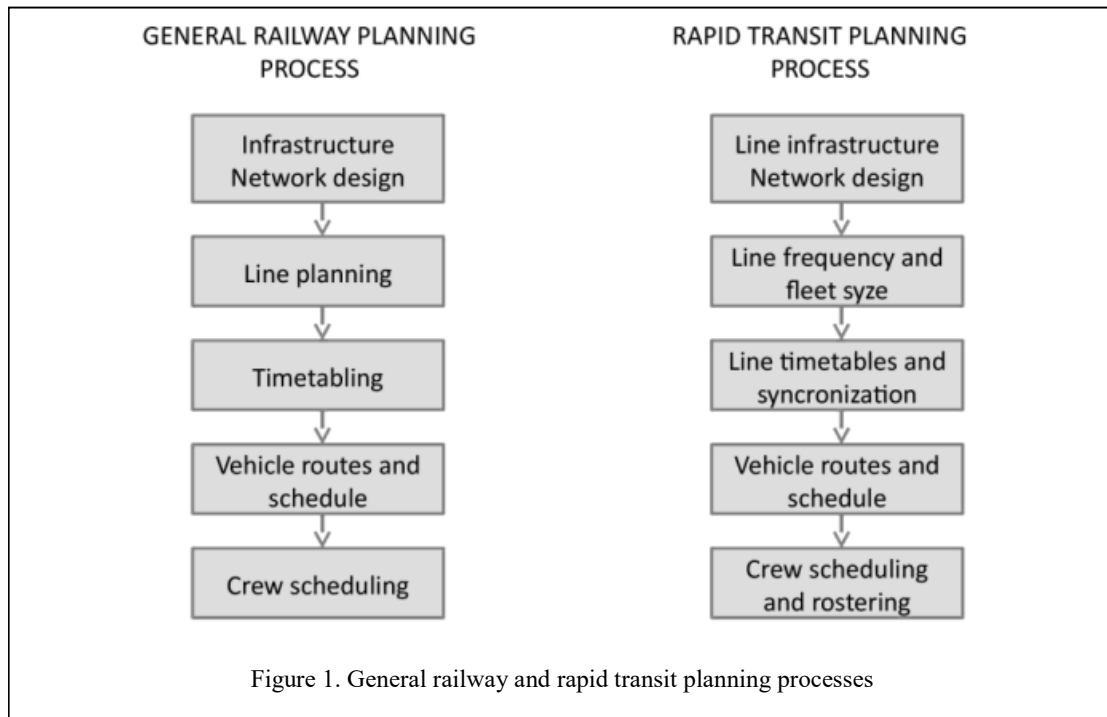 GENERAL RAILWAY PLANNING
PROCESS
Infrastructure
Network design
Line planning
Timetabling
Vehicle routes and
schedule
Crew scheduling
RAPID TRANSIT PLANNING
PROCESS
Line infrastructure
Network design
Line frequency and
fleet syze
Line timetables and
syncronization
Vehicle routes and
schedule
Crew scheduling
and rostering
Figure 1. General railway and rapid transit planning processes